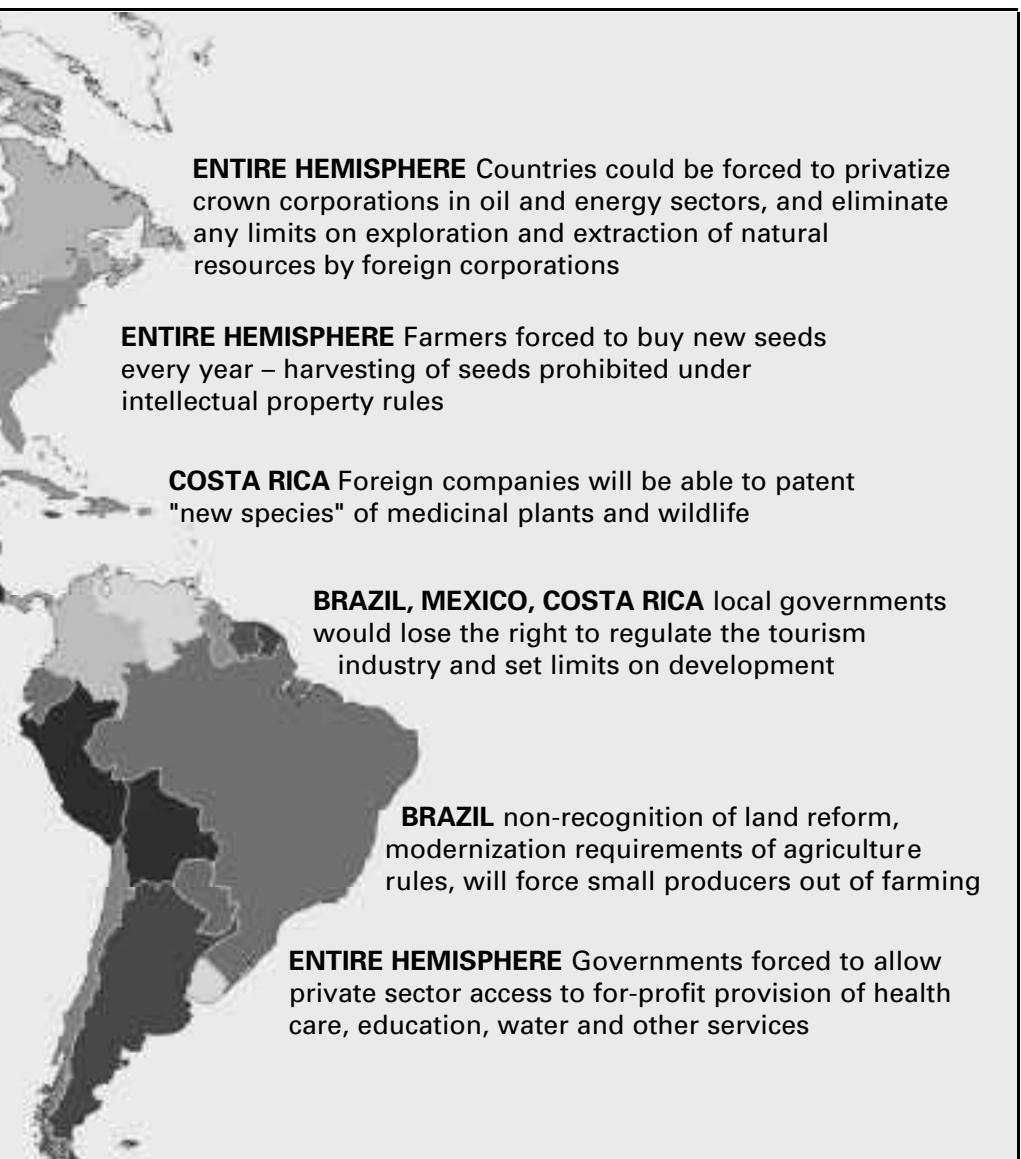 ENTIRE HEMISPHERE Countries could be forced to privatize
crown corporations in oil and energy sectors, and eliminate
any limits on exploration and extraction of natural
resources by foreign corporations
ENTIRE HEMISPHERE Farmers forced to buy new seeds
every year – harvesting of seeds prohibited under
intellectual property rules
COSTA RICA Foreign companies will be able to patent
"new species" of medicinal plants and wildlife
BRAZIL, MEXICO, COSTA RICA local governments
would lose the right to regulate the tourism
industry and set limits on development
BRAZIL non-recognition of land reform,
modernization requirements of agriculture
rules, will force small producers out of farming
ENTIRE HEMISPHERE Governments forced to allow
private sector access to for-profit provision of health
care, education, water and other services